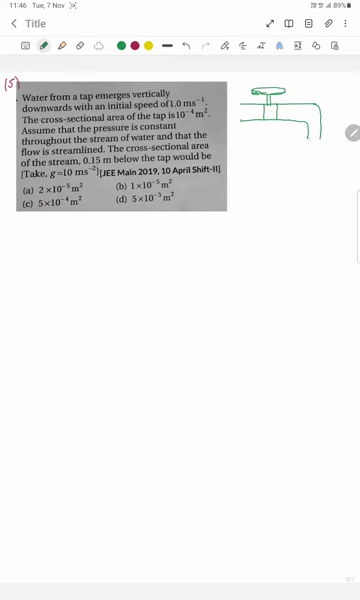 11:46 Tue, 7 Nov
89%
Title
(5)
Water from a tap emerges vertically
downwards with an initial speed of 1.0 ms⁻¹.
The cross-sectional area of the tap is 10⁻⁴ m².
Assume that the pressure is constant
throughout the stream of water and that the
flow is streamlined. The cross-sectional area
of the stream, 0.15 m below the tap would be
[Take, g=10 ms⁻²] [JEE Main 2019, 10 April Shift-II]
(a) 2×10⁻⁵ m² (b) 1×10⁻⁵ m²
(c) 5×10⁻⁴ m² (d) 5×10⁻⁵ m²